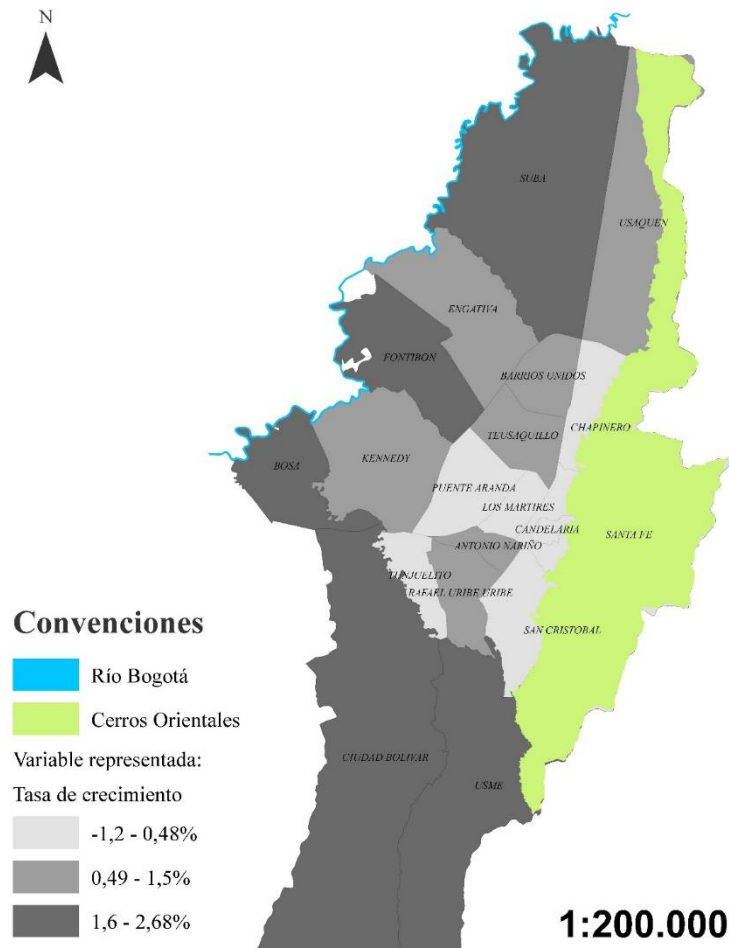 N
SUBA
USAQUEN
ENGATIVA
FONTIBON
BARRIOS UNIDOS
CHAPINERO
TEUSAQUILLO
BOSA
KENNEDY
PUENTE ARANDA
LOS MARTIRES
CANDELARIA
SANTA FE
ANTONIO NARIÑO
TUNJUELITO
RAFAEL URIBE URIBE
SAN CRISTOBAL
CIUDAD BOLIVAR
USME
Convenciones
Río Bogotá
Cerros Orientales
Variable representada:
Tasa de crecimiento
-1,2 - 0,48%
0,49 - 1,5%
1,6 - 2,68%
1:200.000